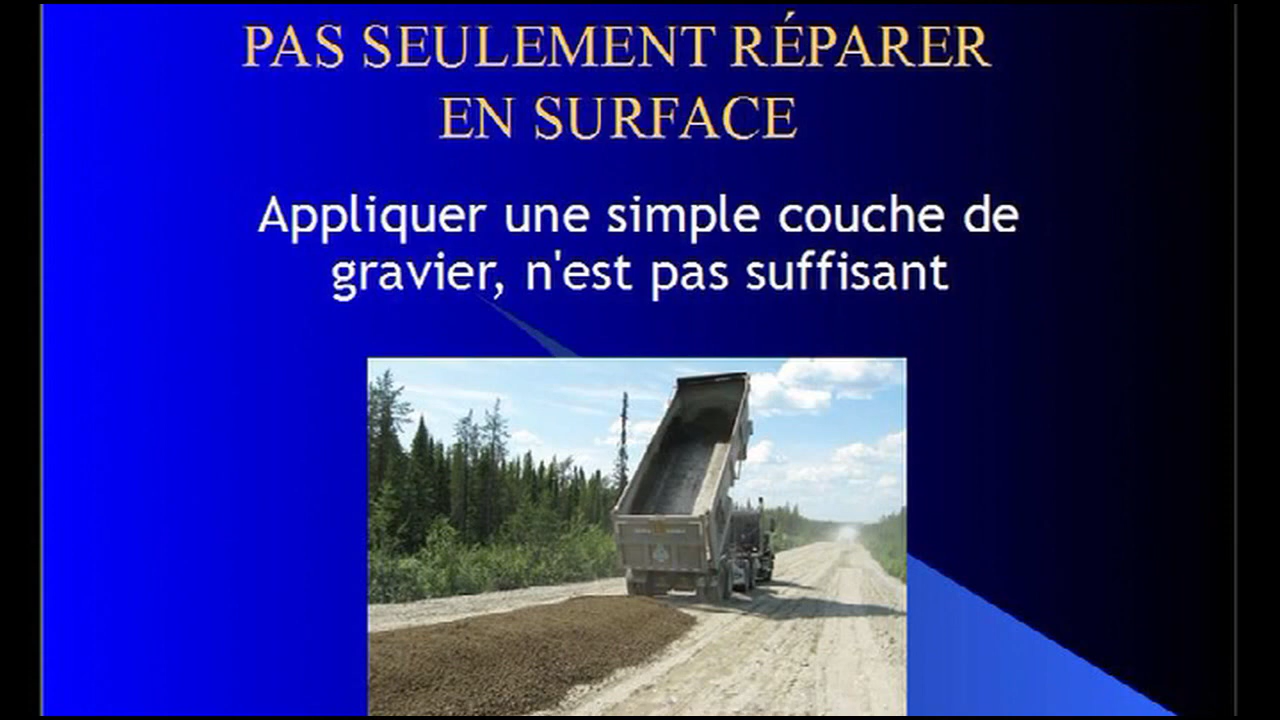 PAS SEULEMENT RÉPARER
EN SURFACE
Appliquer une simple couche de
gravier, n'est pas suffisant